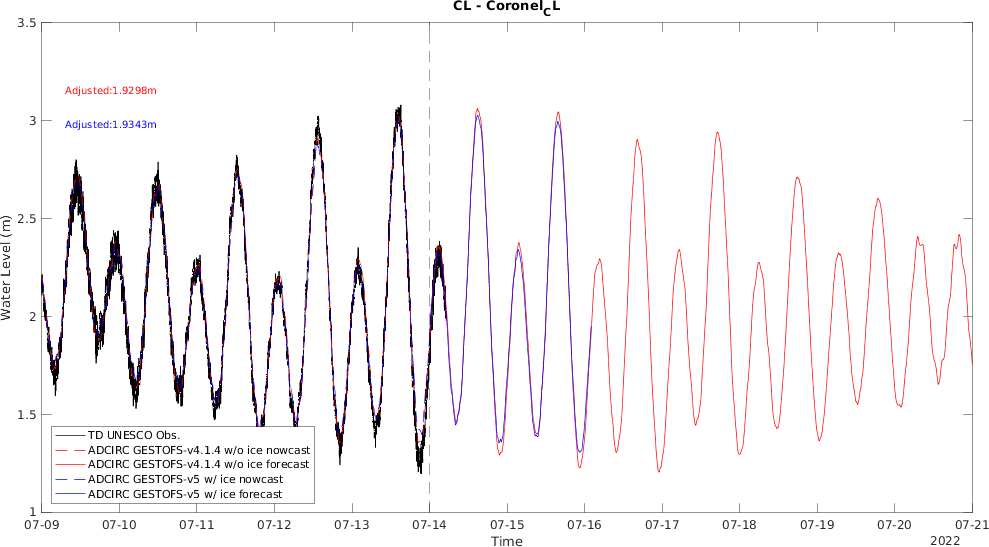 CL - Coronel_CL
3.5
3
2.5
2
1.5
1
Water Level (m)
Adjusted:1.9298m
Adjusted:1.9343m
TD UNESCO Obs.
ADCIRC GESTOFS-v4.1.4 w/o ice nowcast
ADCIRC GESTOFS-v4.1.4 w/o ice forecast
ADCIRC GESTOFS-v5 w/ ice nowcast
ADCIRC GESTOFS-v5 w/ ice forecast
07-09 07-10 07-11 07-12 07-13 07-14 07-15 07-16 07-17 07-18 07-19 07-20 07-21
Time
2022